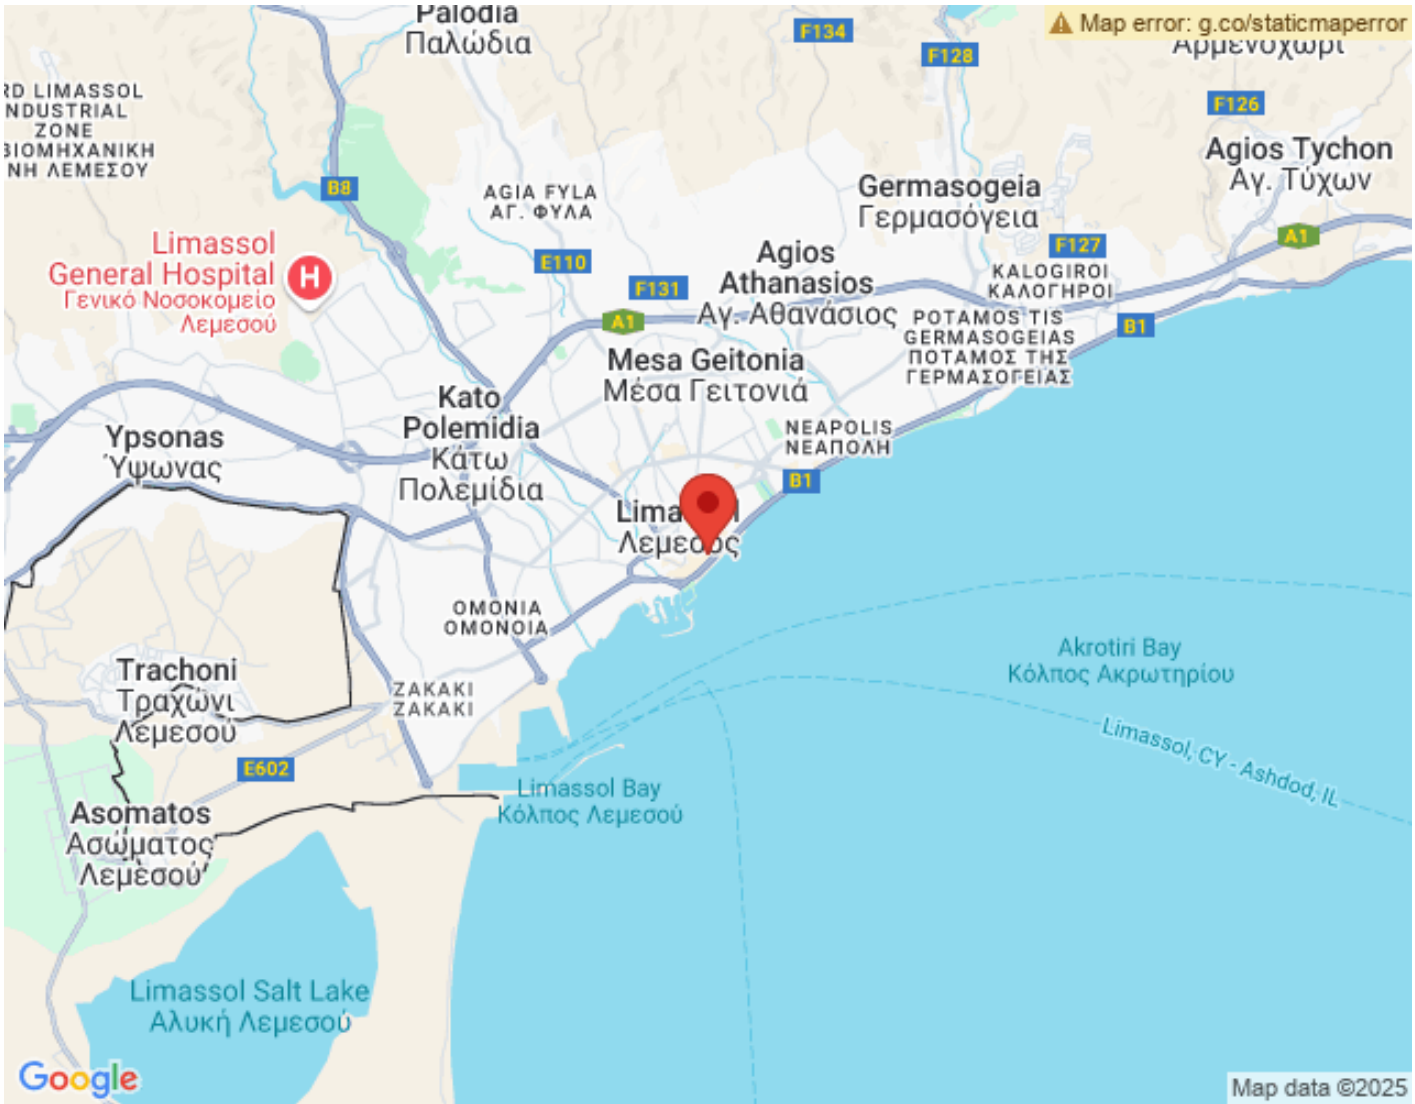 Palodia
Παλώδια
F134
F128
⚠ Map error: g.co/staticmaperror
Αρμενοχώρι
F126
RD LIMASSOL
NDUSTRIAL
ZONE
ΒΙΟΜΗΧΑΝΙΚΗ
ΝΗ ΛΕΜΕΣΟΥ
B8
AGIA FYLA
ΑΓ. ΦΥΛΑ
Germasogeia
Γερμασόγεια
Agios Tychon
Αγ. Τύχων
A1
Limassol
General Hospital
Γενικό Νοσοκομείο
Λεμεσού
H
E110
F131
A1
Agios
Athanasios
Αγ. Αθανάσιος
F127
KALOGIROI
ΚΑΛΟΓΗΡΟΙ
POTAMOS TIS
GERMASOGEIAS
ΠΟΤΑΜΟΣ ΤΗΣ
ΓΕΡΜΑΣΟΓΕΙΑΣ
B1
Mesa Geitonia
Μέσα Γειτονιά
Kato
Polemidia
Κάτω
Πολεμίδια
Ypsonas
Ύψωνας
NEAPOLIS
ΝΕΑΠΟΛΗ
B1
Λεμεσός
OMONIA
ΟΜΟΝΟΙΑ
Trachoni
Τραχώνι
Λεμεσού
ZAKAKI
ΖΑΚΑΚΙ
E602
Akrotiri Bay
Κόλπος Ακρωτηρίου
Limassol, CY - Ashdod, IL
Limassol Bay
Κόλπος Λεμεσού
Asomatos
Ασώματος
Λεμεσού
Limassol Salt Lake
Αλυκή Λεμεσού
Google
Map data ©2025